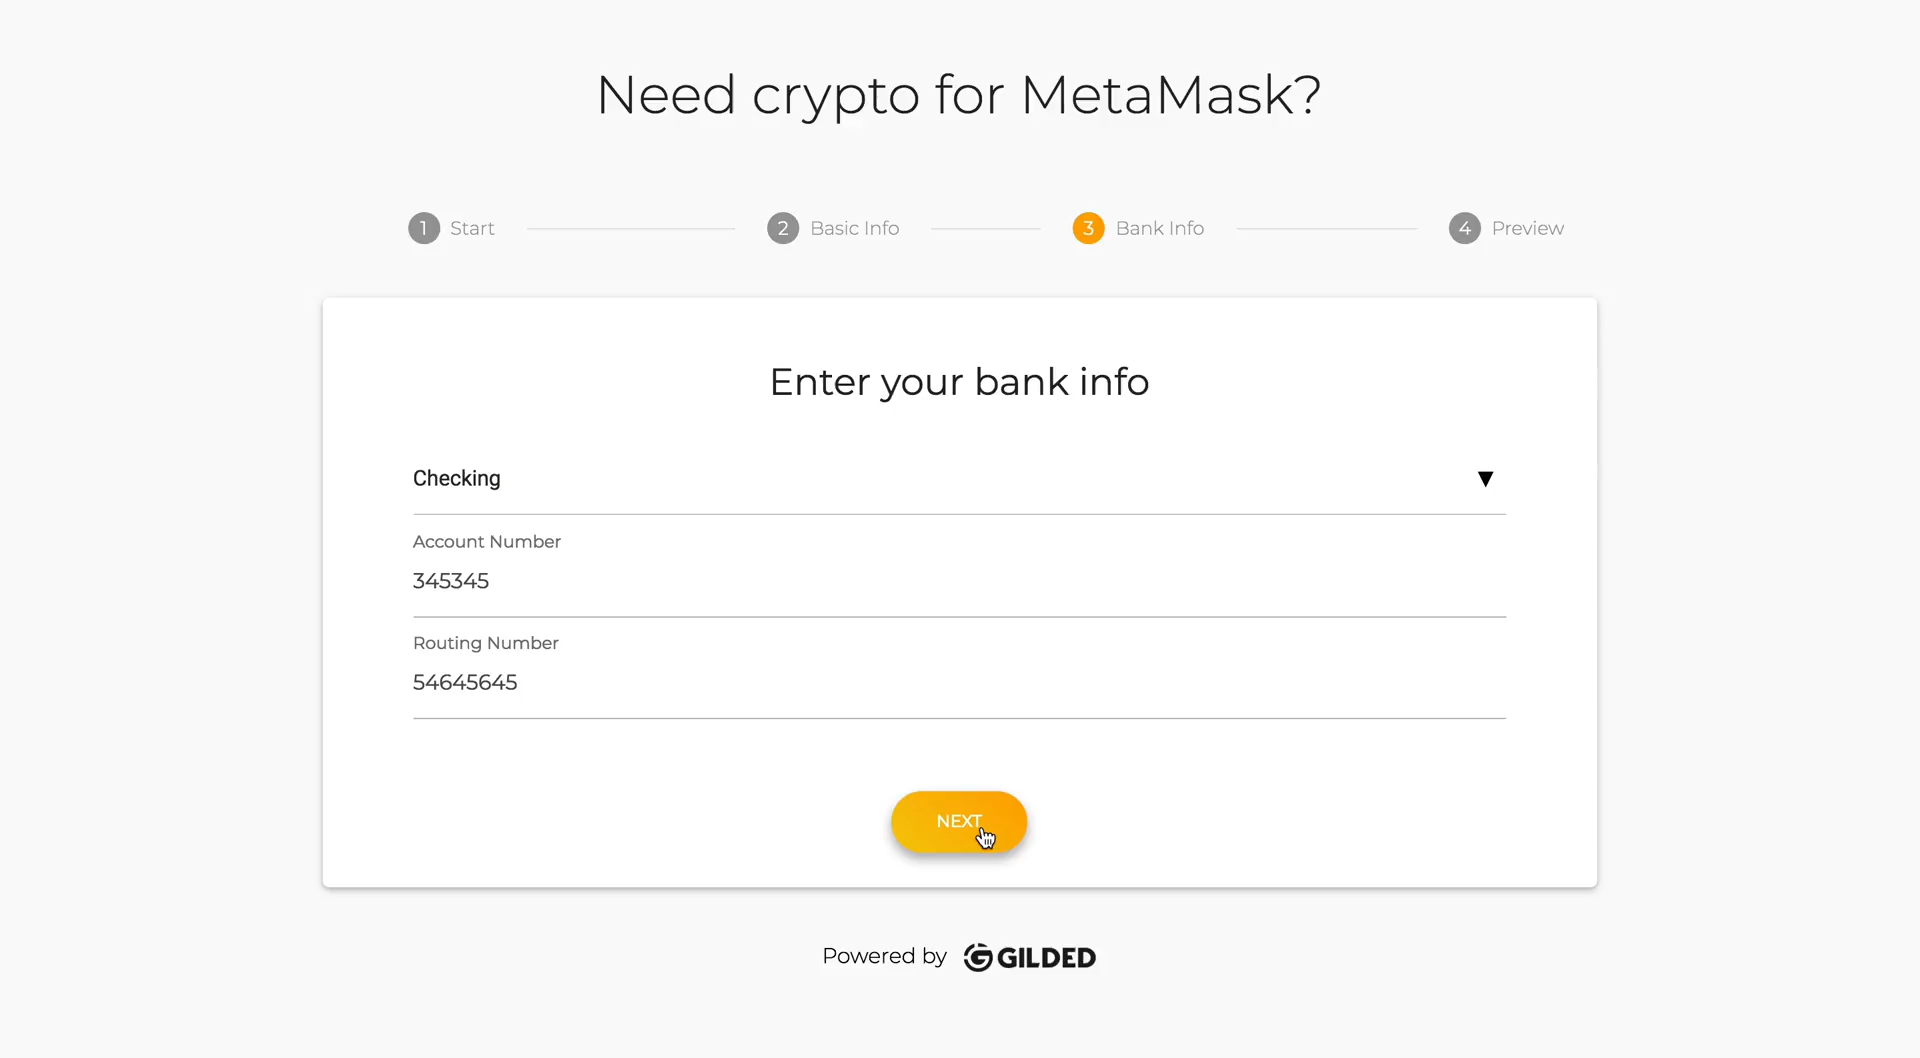 Need crypto for MetaMask?
1 Start 2 Basic Info 3 Bank Info 4 Preview
Enter your bank info
Checking
Account Number
345345
Routing Number
54645645
NEXT
Powered by GILDED